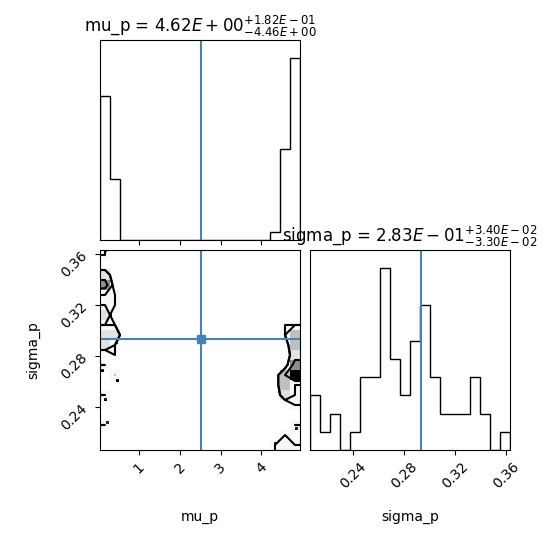 mu_p = 4.62E+00+1.82E−01−4.46E+00
sigma_p = 2.83E−01+3.40E−02−3.30E−02
0.36
0.32
0.28
0.24
sigma_p
1
2
3
4
mu_p
0.24
0.28
0.32
0.36
sigma_p